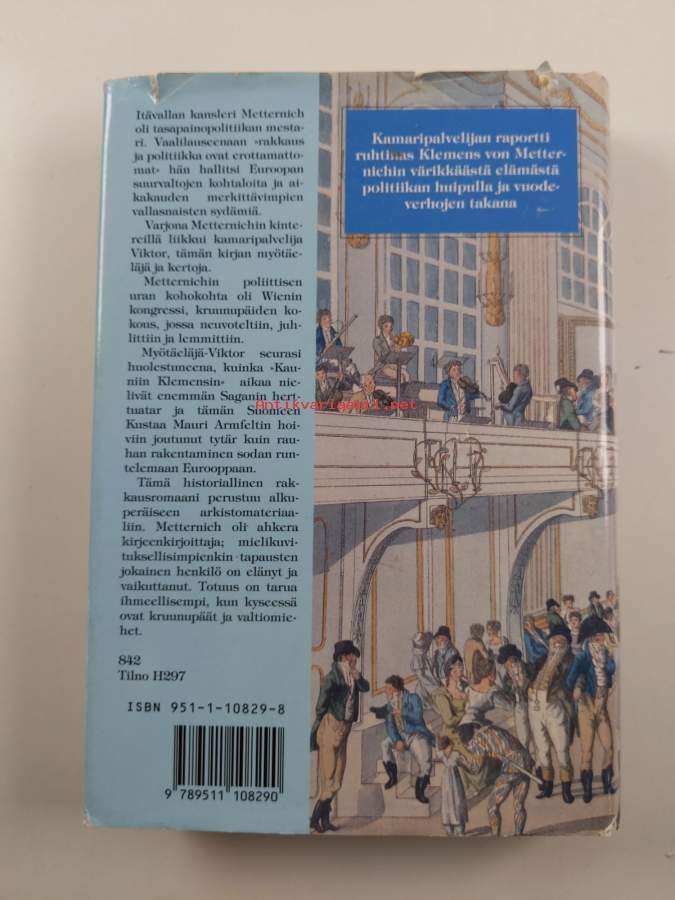 Itävallan kansleri Metternich
oli tasapainopolitiikan mesta-
ri. Vaalilauseenaan »rakkaus
ja politiikka ovat erottamatto-
mat» hän hallitsi Euroopan
suurvaltojen kohtaloita ja ai-
kakauden merkittävimpien
vallasnaisten sydämiä.
Varjona Metternichin kinte-
reillä liikkui kamaripalvelija
Viktor, tämän kirjan myötäe-
läjä ja kertoja.
Metternichin poliittisen
uran kohokohta oli Wienin
kongressi, kruunupäiden ko-
kous, jossa neuvoteltiin, juh-
littiin ja lemmittiin.
Myötäeläjä-Viktor seurasi
huolestuneena, kuinka »Kau-
niin Klemensin» aikaa nie-
livät enemmän Saganin hert-
tuatar ja tämän Suomeen
Kustaa Mauri Armfeltin hoi-
viin joutunut tytär kuin rau-
han rakentaminen sodan run-
telemaan Eurooppaan.
Tämä historiallinen rak-
kausromaani perustuu alku-
peräiseen arkistomateriaa-
liin. Metternich oli ahkera
kirjeenkirjoittaja; mielikuvi-
tuksellisimpienkin tapausten
jokainen henkilö on elänyt ja
vaikuttanut. Totuus on tarua
ihmeellisempi, kun kyseessä
ovat kruunupäät ja valtiomie-
het.
842
Tilno H297
ISBN 951-1-10829-8
9 789511 108290
Kamaripalvelijan raportti
ruhtinas Klemens von Metter-
nichin värikkäästä elämästä
politiikan huipulla ja vuode-
verhojen takana
Antikvariaatti.net